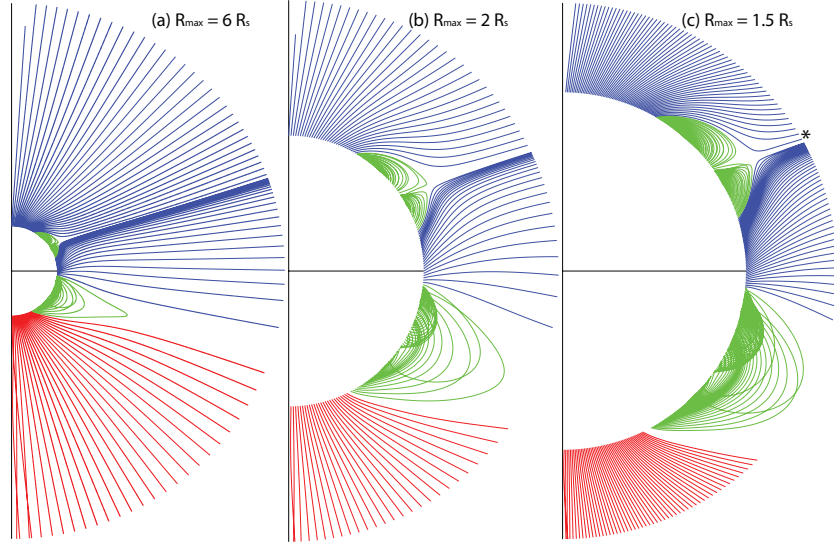 (a) Rmax = 6 Rs
(b) Rmax = 2 Rs
(c) Rmax = 1.5 Rs
*